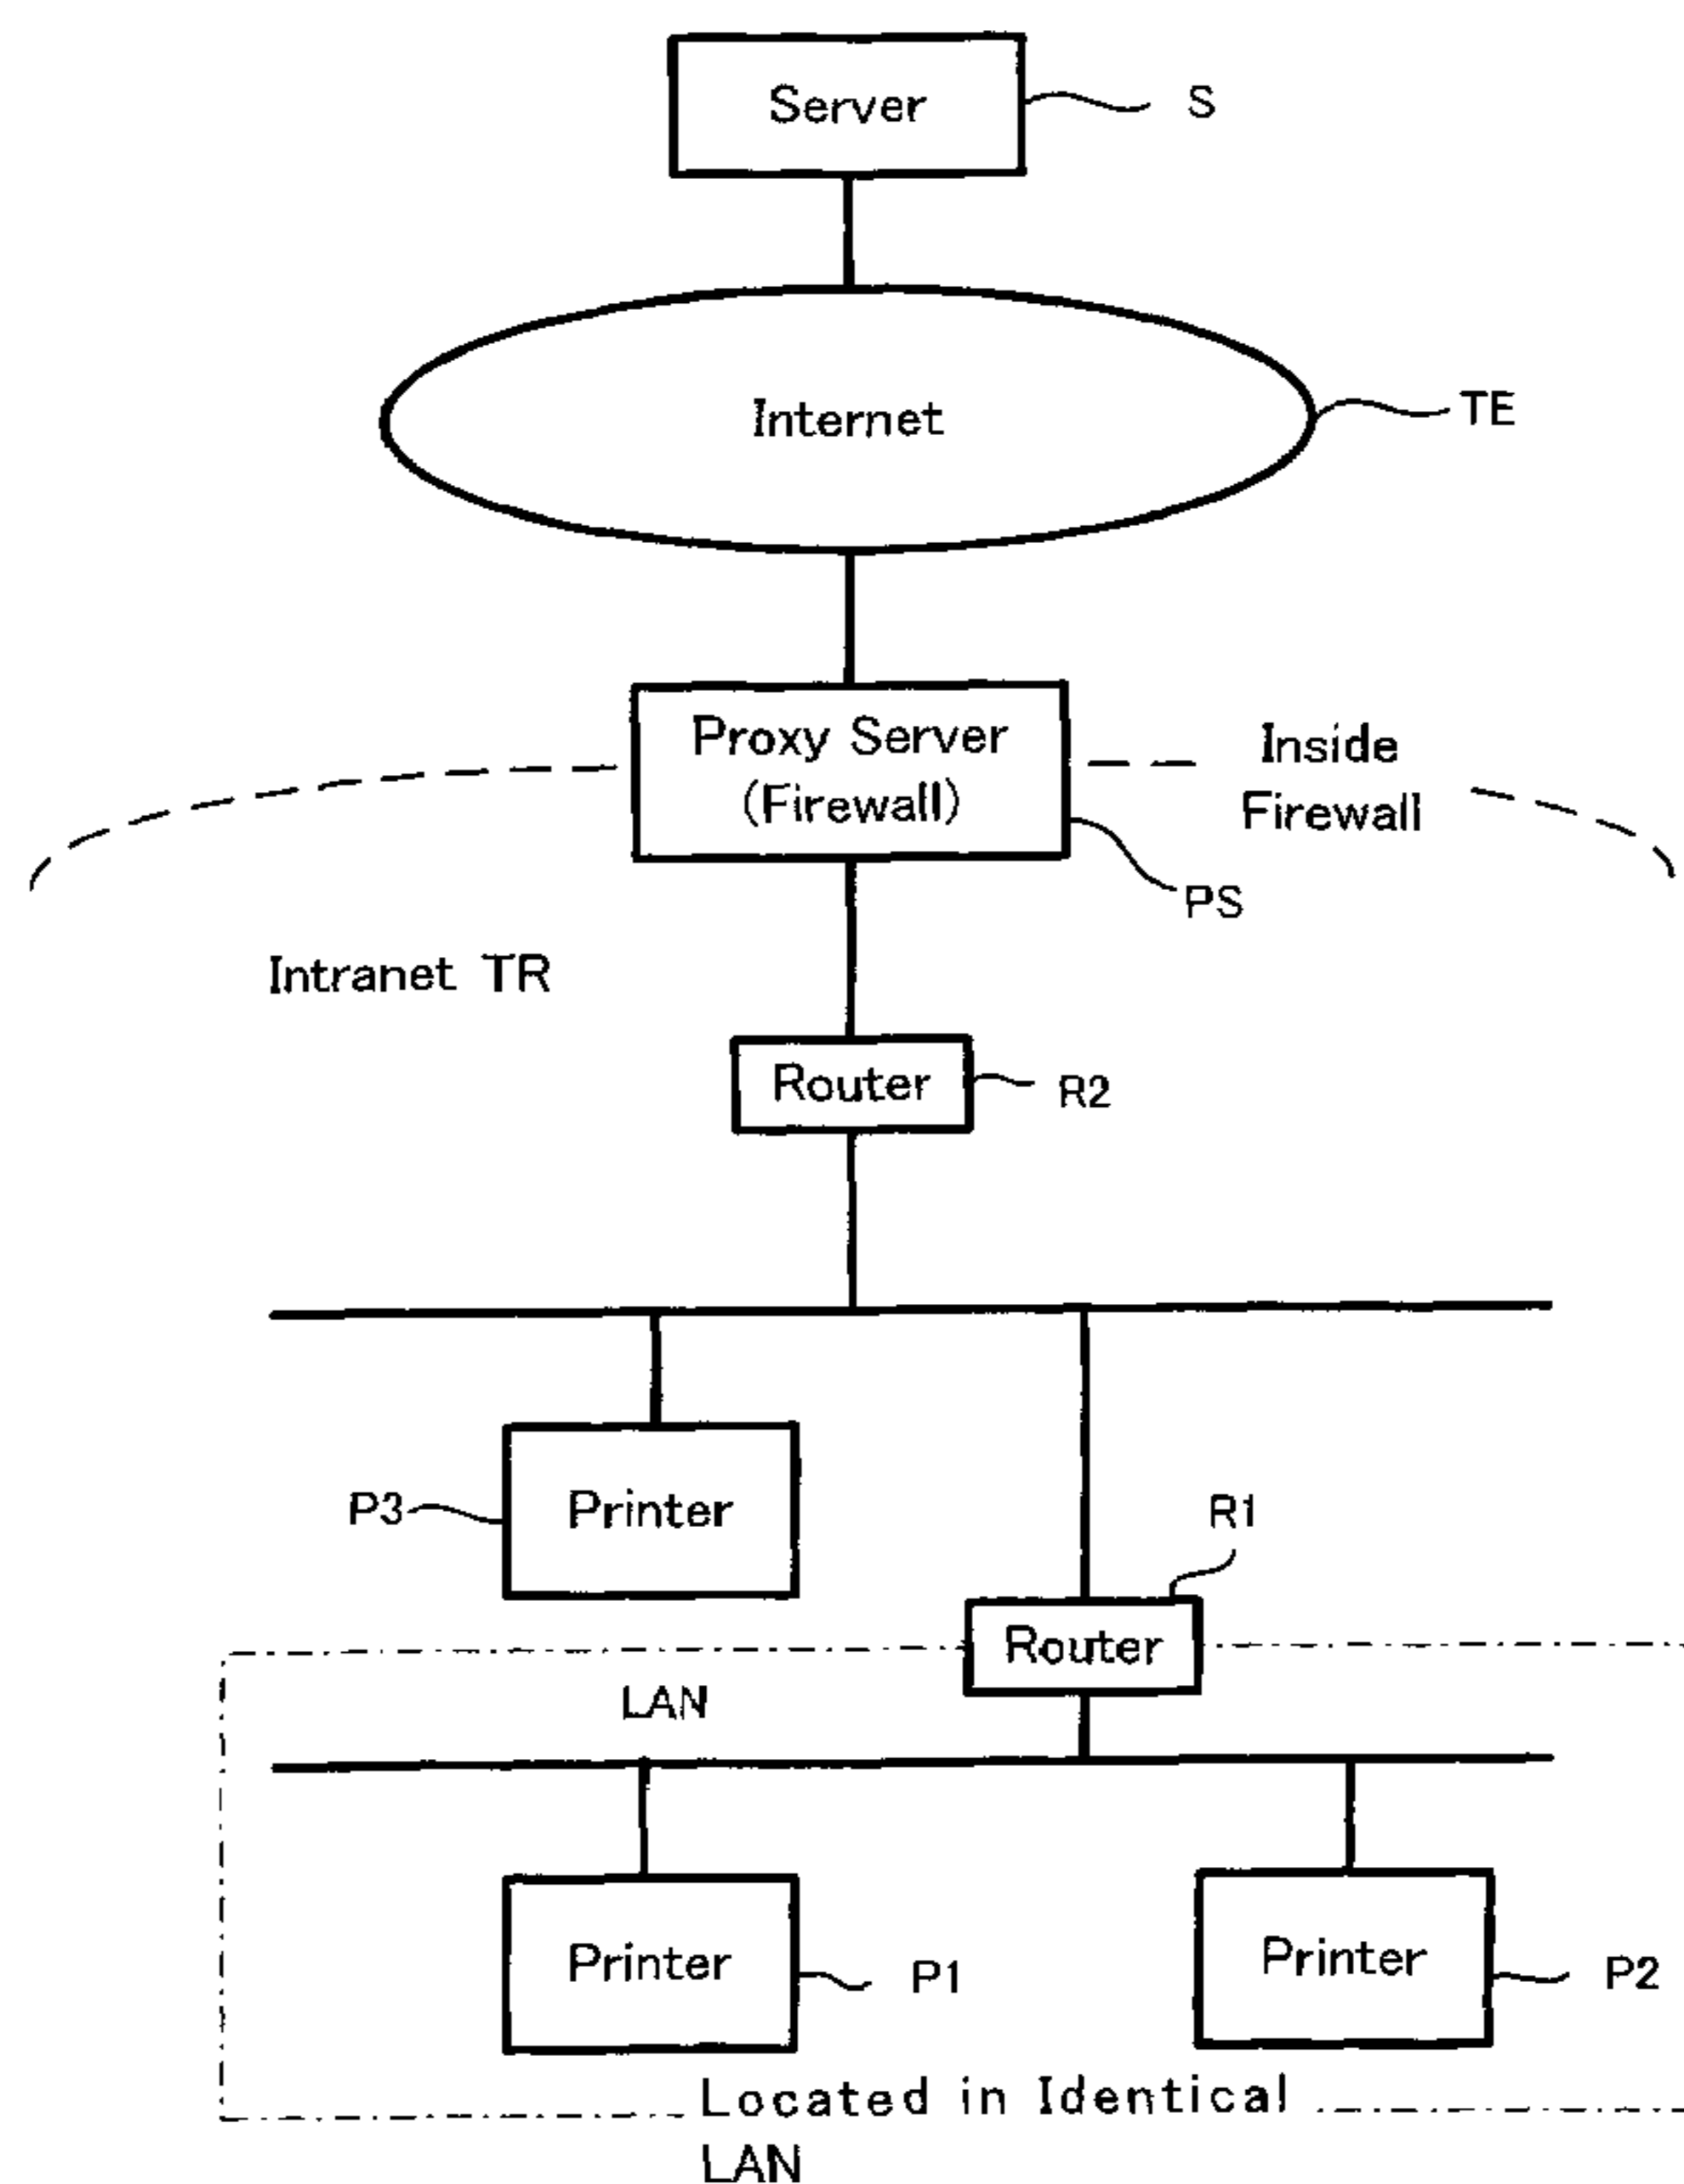 Server
S
Internet
TE
Proxy Server
(Firewall)
Inside
Firewall
PS
Intranet TR
Router
R2
P3
Printer
R1
Router
LAN
Printer
P1
Printer
P2
Located in Identical
LAN